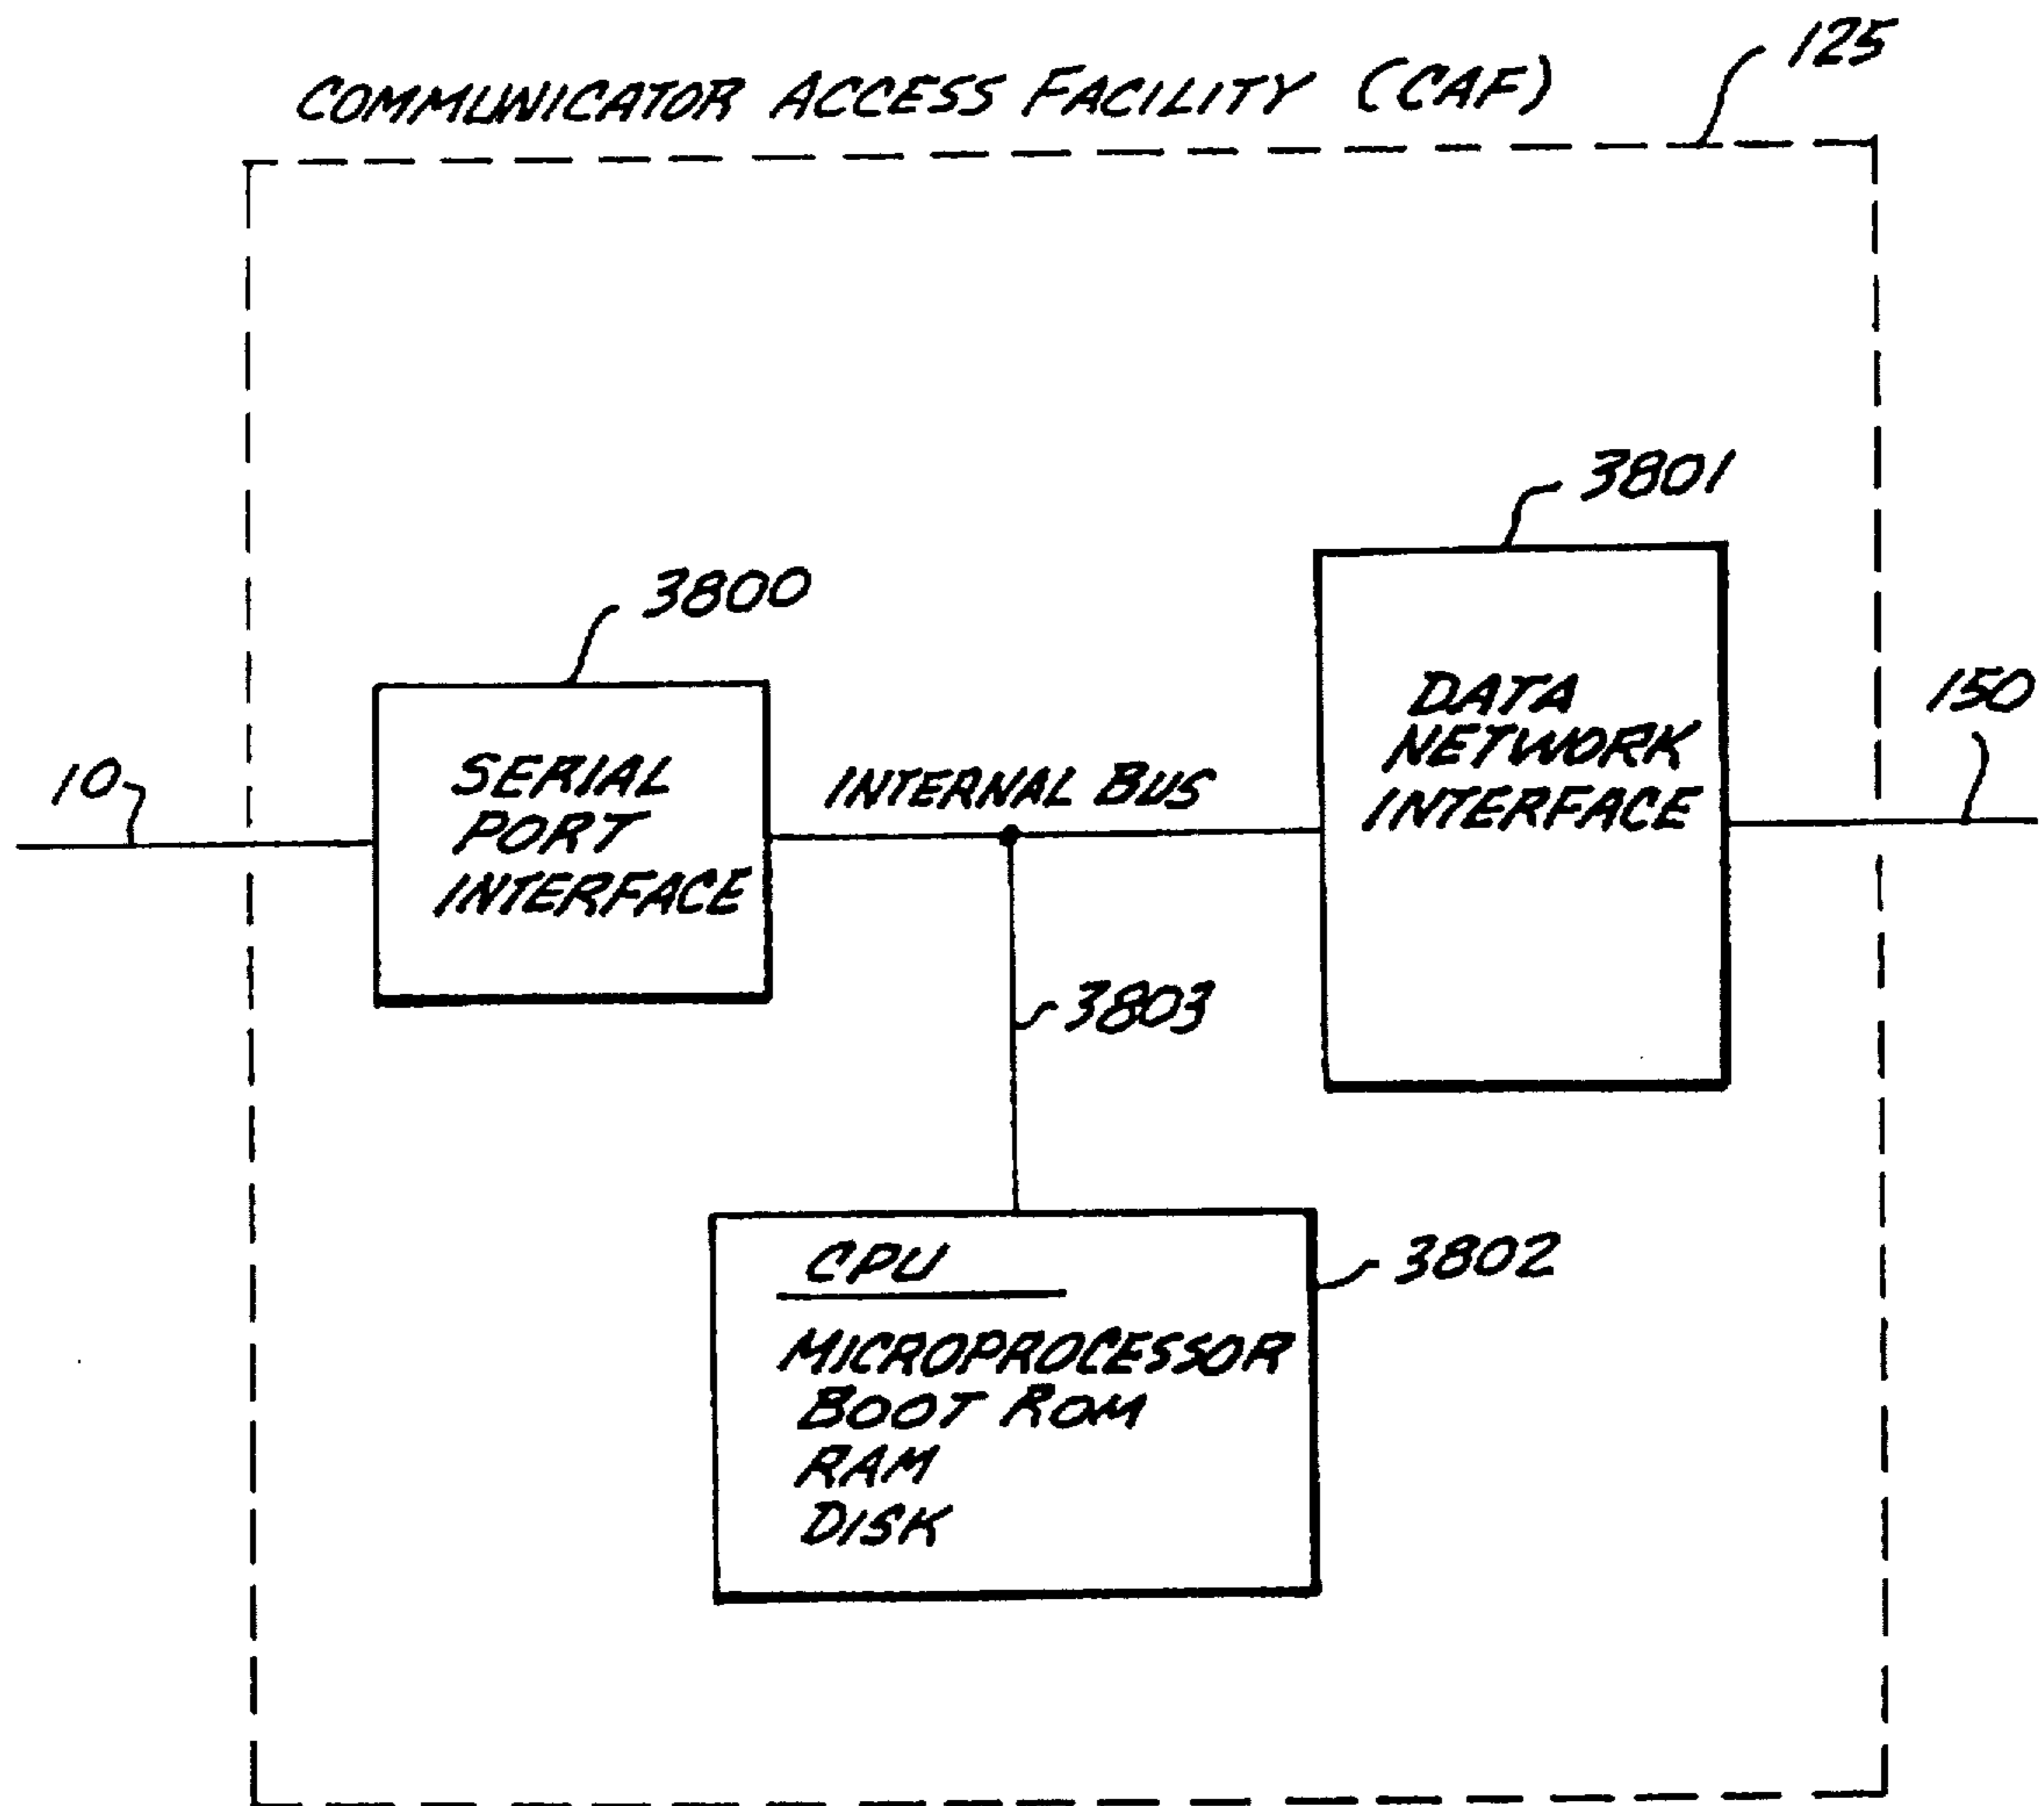 125
COMMUNICATOR ACCESS FACILITY (CAF)
3801
3800
DATA
NETWORK
INTERFACE
150
10
SERIAL
PORT
INTERFACE
INTERNAL BUS
3803
CPU
3802
MICROPROCESSOR
BOOT ROM
RAM
DISK